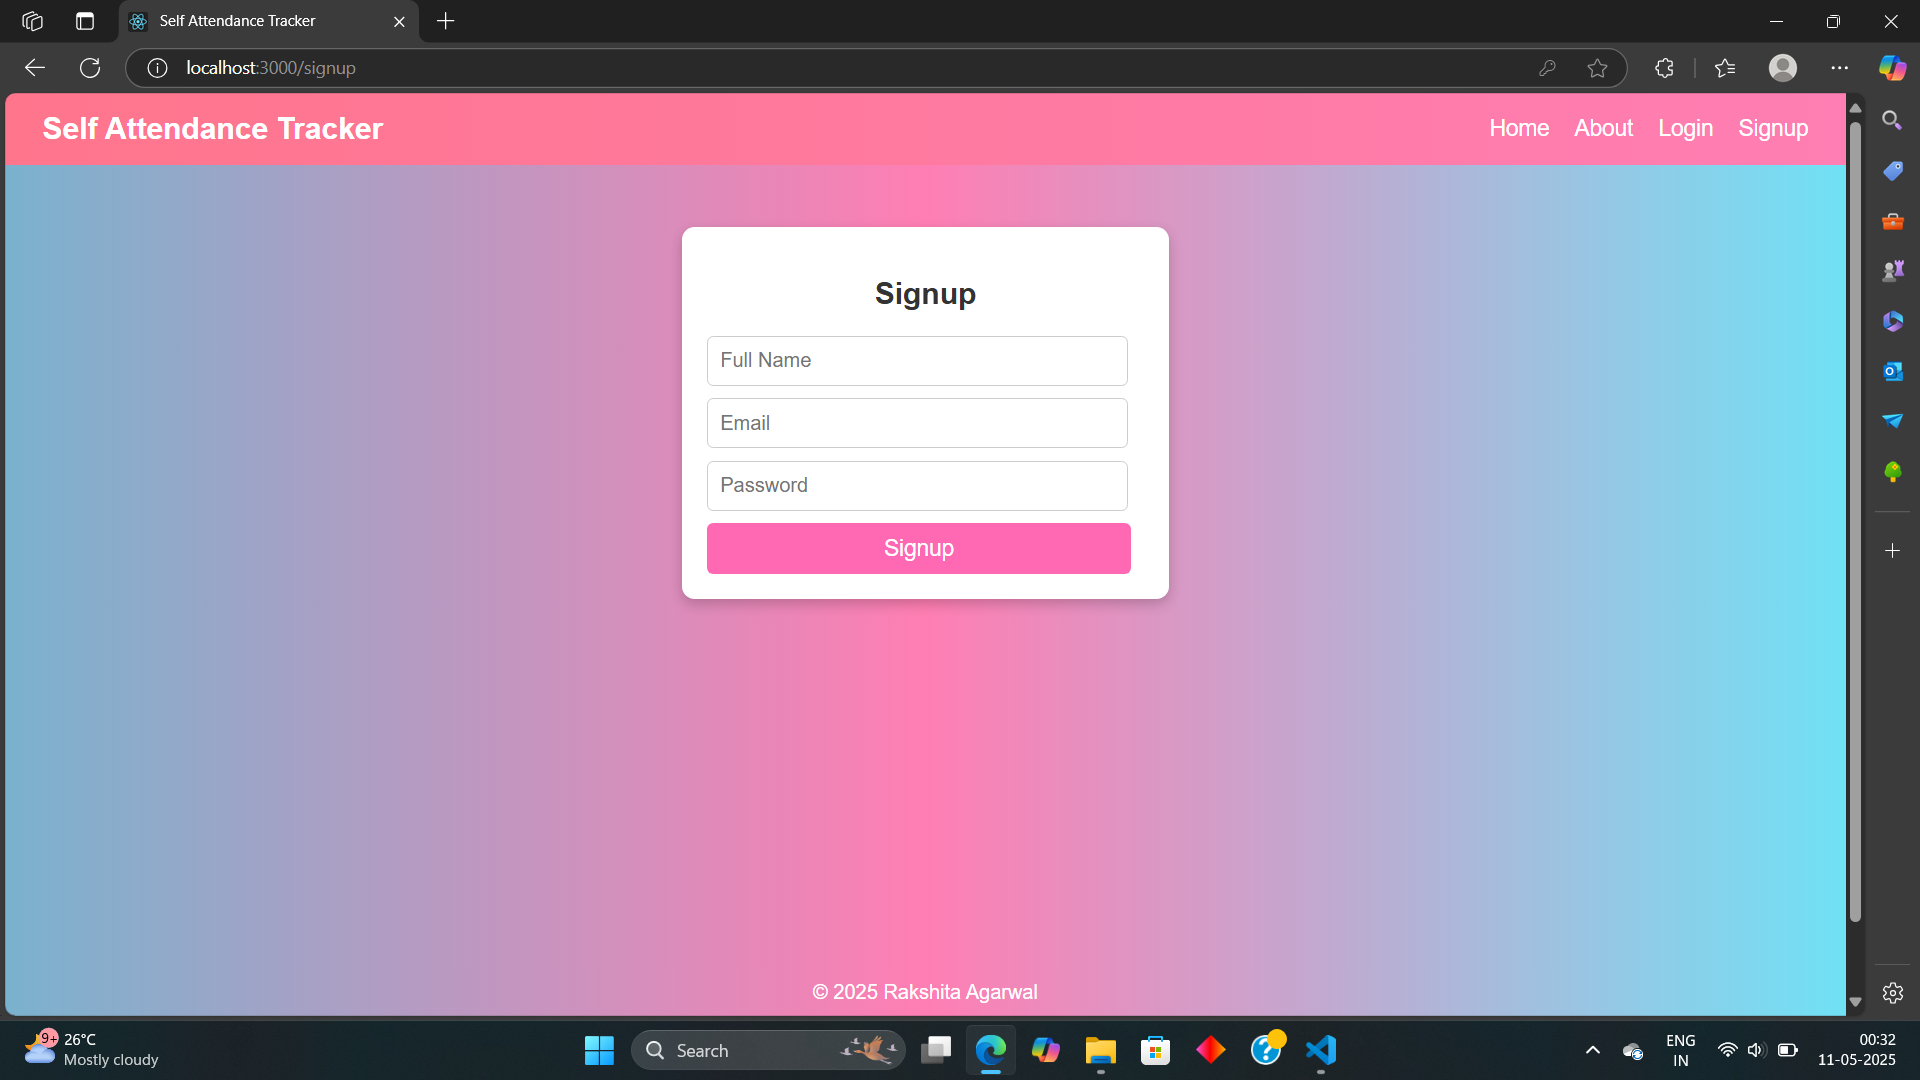 Self Attendance Tracker
localhost:3000/signup
Self Attendance Tracker
Home About Login Signup
Signup
Full Name
Email
Password
Signup
© 2025 Rakshita Agarwal
9+ 26°C
Mostly cloudy
Search
ENG
IN
00:32
11-05-2025